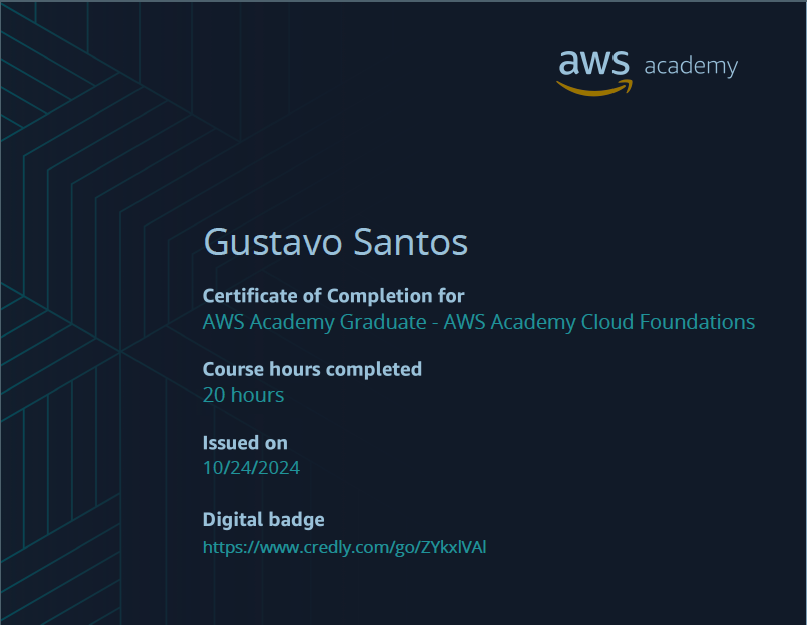 aws academy
Gustavo Santos
Certificate of Completion for
AWS Academy Graduate - AWS Academy Cloud Foundations
Course hours completed
20 hours
Issued on
10/24/2024
Digital badge
https://www.credly.com/go/ZYkxlVAl